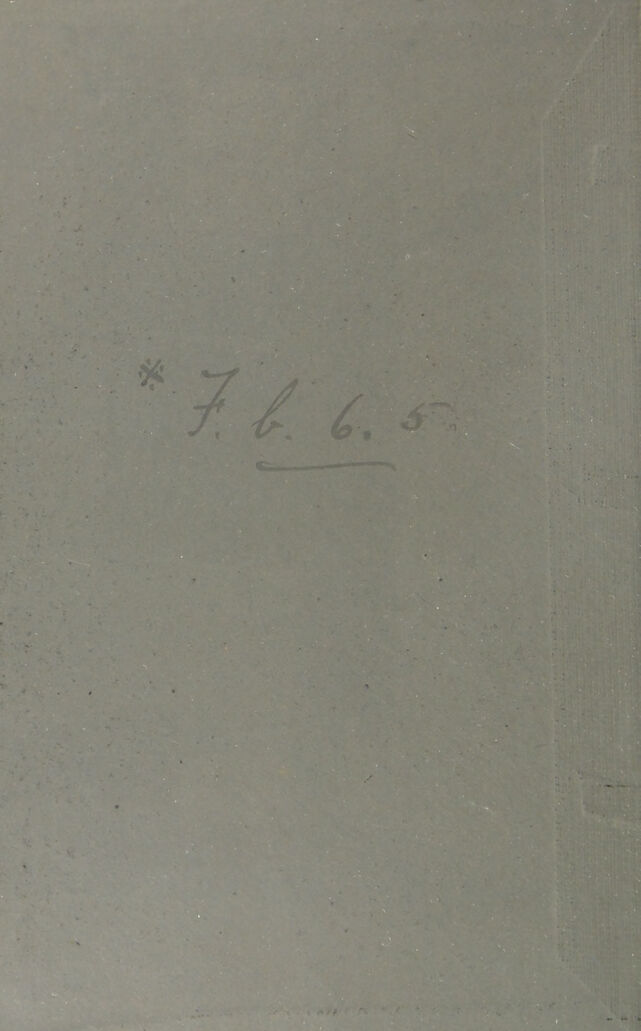 ※ F. b. 6. 5.